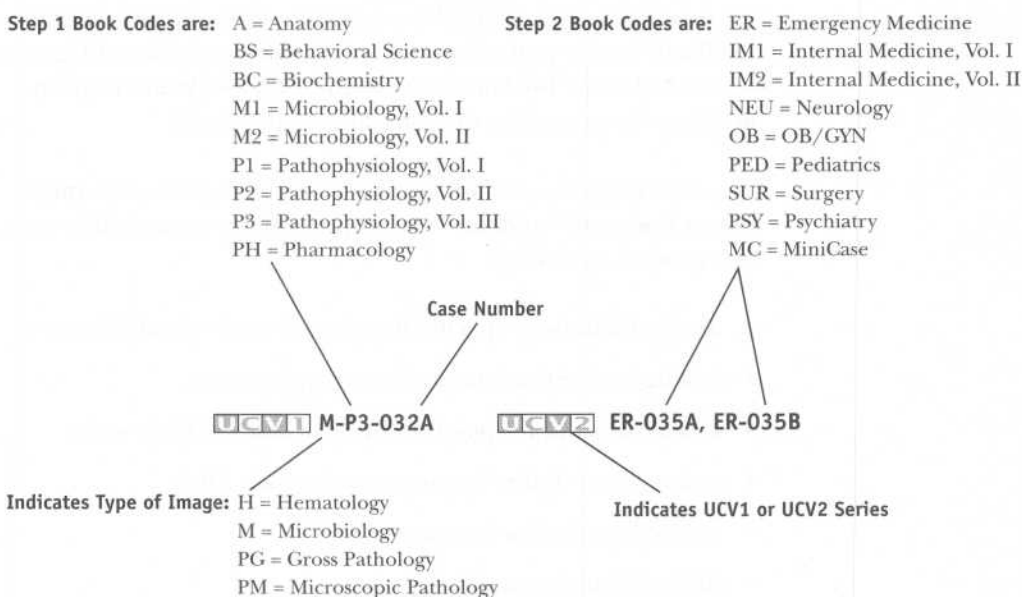 Step 1 Book Codes are: A = Anatomy
BS = Behavioral Science
BC = Biochemistry
M1 = Microbiology, Vol. I
M2 = Microbiology, Vol. II
P1 = Pathophysiology, Vol. I
P2 = Pathophysiology, Vol. II
P3 = Pathophysiology, Vol. III
PH = Pharmacology
Step 2 Book Codes are: ER = Emergency Medicine
IM1 = Internal Medicine, Vol. I
IM2 = Internal Medicine, Vol. II
NEU = Neurology
OB = OB/GYN
PED = Pediatrics
SUR = Surgery
PSY = Psychiatry
MC = MiniCase
Case Number
UCV1 M-P3-032A
UCV2 ER-035A, ER-035B
Indicates Type of Image: H = Hematology
M = Microbiology
PG = Gross Pathology
PM = Microscopic Pathology
Indicates UCV1 or UCV2 Series